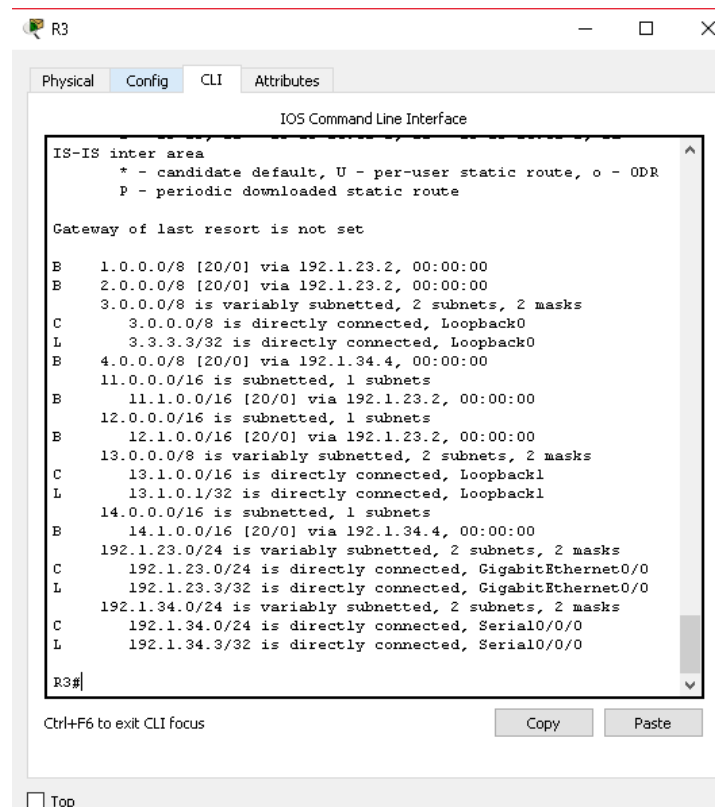 R3
Physical Config CLI Attributes
IOS Command Line Interface
IS-IS inter area
* - candidate default, U - per-user static route, o - ODR
P - periodic downloaded static route
Gateway of last resort is not set
B 1.0.0.0/8 [20/0] via 192.1.23.2, 00:00:00
B 2.0.0.0/8 [20/0] via 192.1.23.2, 00:00:00
3.0.0.0/8 is variably subnetted, 2 subnets, 2 masks
C 3.0.0.0/8 is directly connected, Loopback0
L 3.3.3.3/32 is directly connected, Loopback0
B 4.0.0.0/8 [20/0] via 192.1.34.4, 00:00:00
11.0.0.0/16 is subnetted, 1 subnets
B 11.1.0.0/16 [20/0] via 192.1.23.2, 00:00:00
12.0.0.0/16 is subnetted, 1 subnets
B 12.1.0.0/16 [20/0] via 192.1.23.2, 00:00:00
13.0.0.0/8 is variably subnetted, 2 subnets, 2 masks
C 13.1.0.0/16 is directly connected, Loopback1
L 13.1.0.1/32 is directly connected, Loopback1
14.0.0.0/16 is subnetted, 1 subnets
B 14.1.0.0/16 [20/0] via 192.1.34.4, 00:00:00
192.1.23.0/24 is variably subnetted, 2 subnets, 2 masks
C 192.1.23.0/24 is directly connected, GigabitEthernet0/0
L 192.1.23.3/32 is directly connected, GigabitEthernet0/0
192.1.34.0/24 is variably subnetted, 2 subnets, 2 masks
C 192.1.34.0/24 is directly connected, Serial0/0/0
L 192.1.34.3/32 is directly connected, Serial0/0/0
R3#
Ctrl+F6 to exit CLI focus Copy Paste
Top